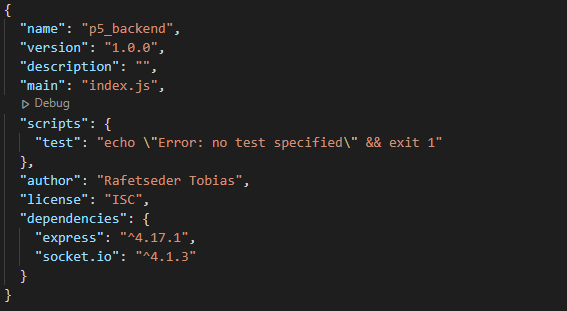 {
  "name": "p5_backend",
  "version": "1.0.0",
  "description": "",
  "main": "index.js",
  ▷ Debug
  "scripts": {
    "test": "echo \"Error: no test specified\" && exit 1"
  },
  "author": "Rafetseder Tobias",
  "license": "ISC",
  "dependencies": {
    "express": "^4.17.1",
    "socket.io": "^4.1.3"
  }
}